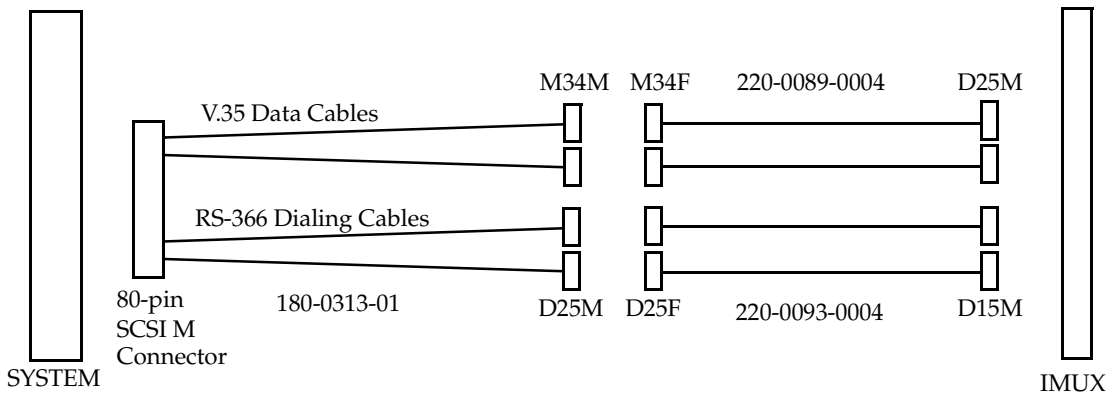 M34M
M34F
220-0089-0004
D25M
V.35 Data Cables
RS-366 Dialing Cables
80-pin
SCSI M
Connector
180-0313-01
D25M
D25F
220-0093-0004
D15M
SYSTEM
IMUX